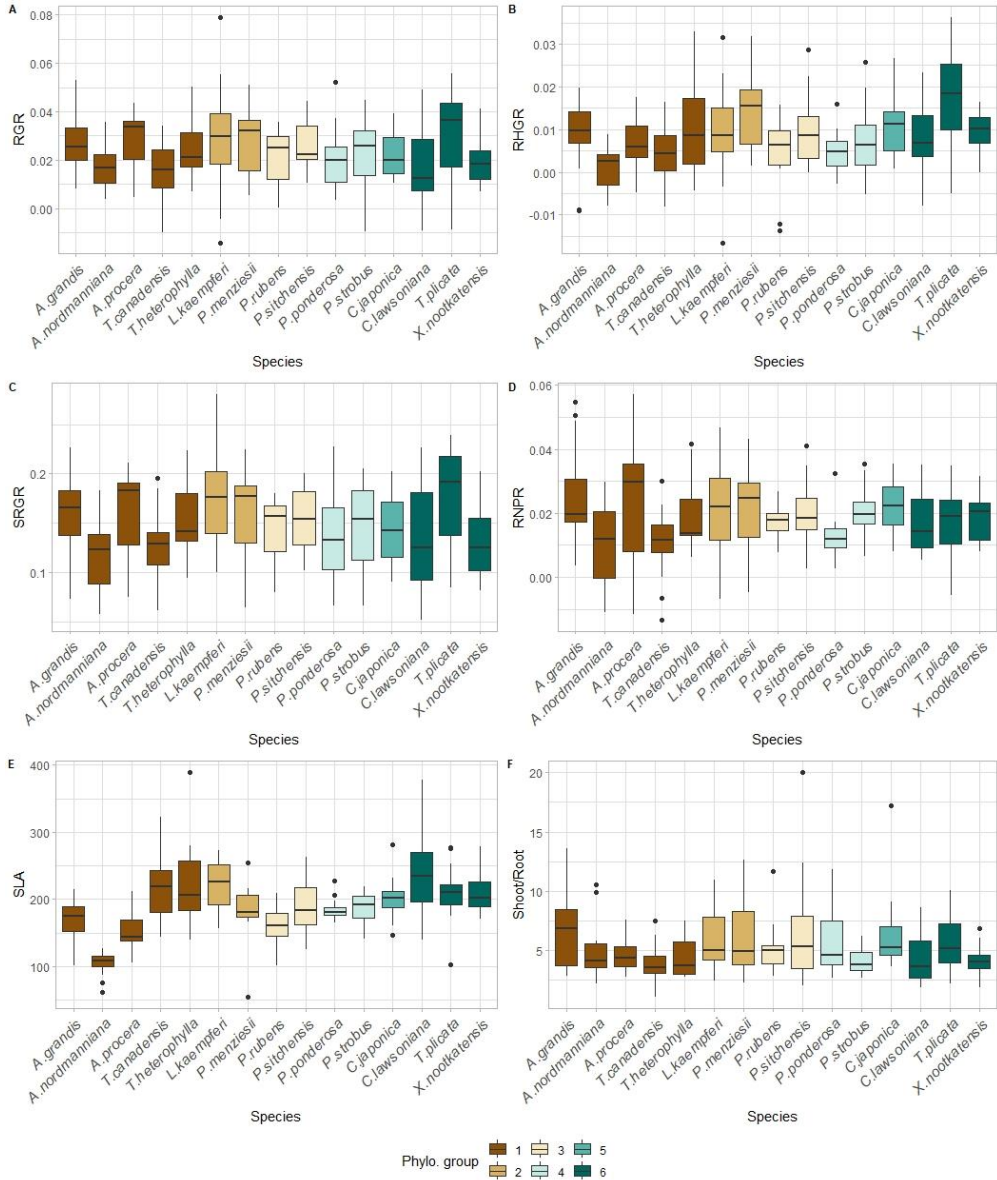 A
RGR
0.08
0.06
0.04
0.02
0.00
A.grandis
A.nordmanniana
A.procera
T.canadensis
T.heterophylla
L.kaempferi
P.menziesii
P.rubens
P.sitchensis
P.ponderosa
P.strobus
C.japonica
C.lawsoniana
T.plicata
X.nootkatensis
Species
B
RHGR
0.03
0.02
0.01
0.00
-0.01
A.grandis
A.nordmanniana
A.procera
T.canadensis
T.heterophylla
L.kaempferi
P.menziesii
P.rubens
P.sitchensis
P.ponderosa
P.strobus
C.japonica
C.lawsoniana
T.plicata
X.nootkatensis
Species
C
SRGR
0.2
0.1
A.grandis
A.nordmanniana
A.procera
T.canadensis
T.heterophylla
L.kaempferi
P.menziesii
P.rubens
P.sitchensis
P.ponderosa
P.strobus
C.japonica
C.lawsoniana
T.plicata
X.nootkatensis
Species
D
RNPR
0.06
0.04
0.02
0.00
A.grandis
A.nordmanniana
A.procera
T.canadensis
T.heterophylla
L.kaempferi
P.menziesii
P.rubens
P.sitchensis
P.ponderosa
P.strobus
C.japonica
C.lawsoniana
T.plicata
X.nootkatensis
Species
E
SLA
400
300
200
100
A.grandis
A.nordmanniana
A.procera
T.canadensis
T.heterophylla
L.kaempferi
P.menziesii
P.rubens
P.sitchensis
P.ponderosa
P.strobus
C.japonica
C.lawsoniana
T.plicata
X.nootkatensis
Species
F
Shoot/Root
20
15
10
5
A.grandis
A.nordmanniana
A.procera
T.canadensis
T.heterophylla
L.kaempferi
P.menziesii
P.rubens
P.sitchensis
P.ponderosa
P.strobus
C.japonica
C.lawsoniana
T.plicata
X.nootkatensis
Species
Phylo. group
1 3 5
2 4 6